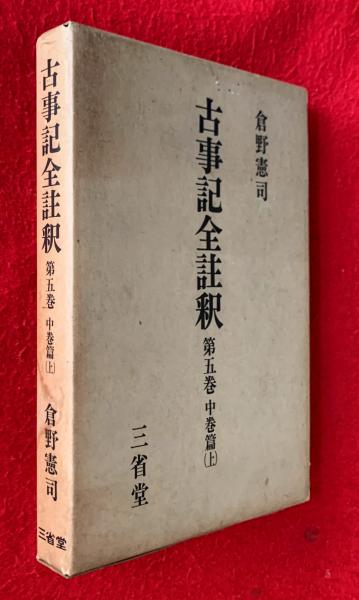 倉野憲司
古事記全註釈 第五巻 中巻篇(上)
三省堂
古事記全註釈 第五巻 中巻篇(上) 倉野憲司
三省堂